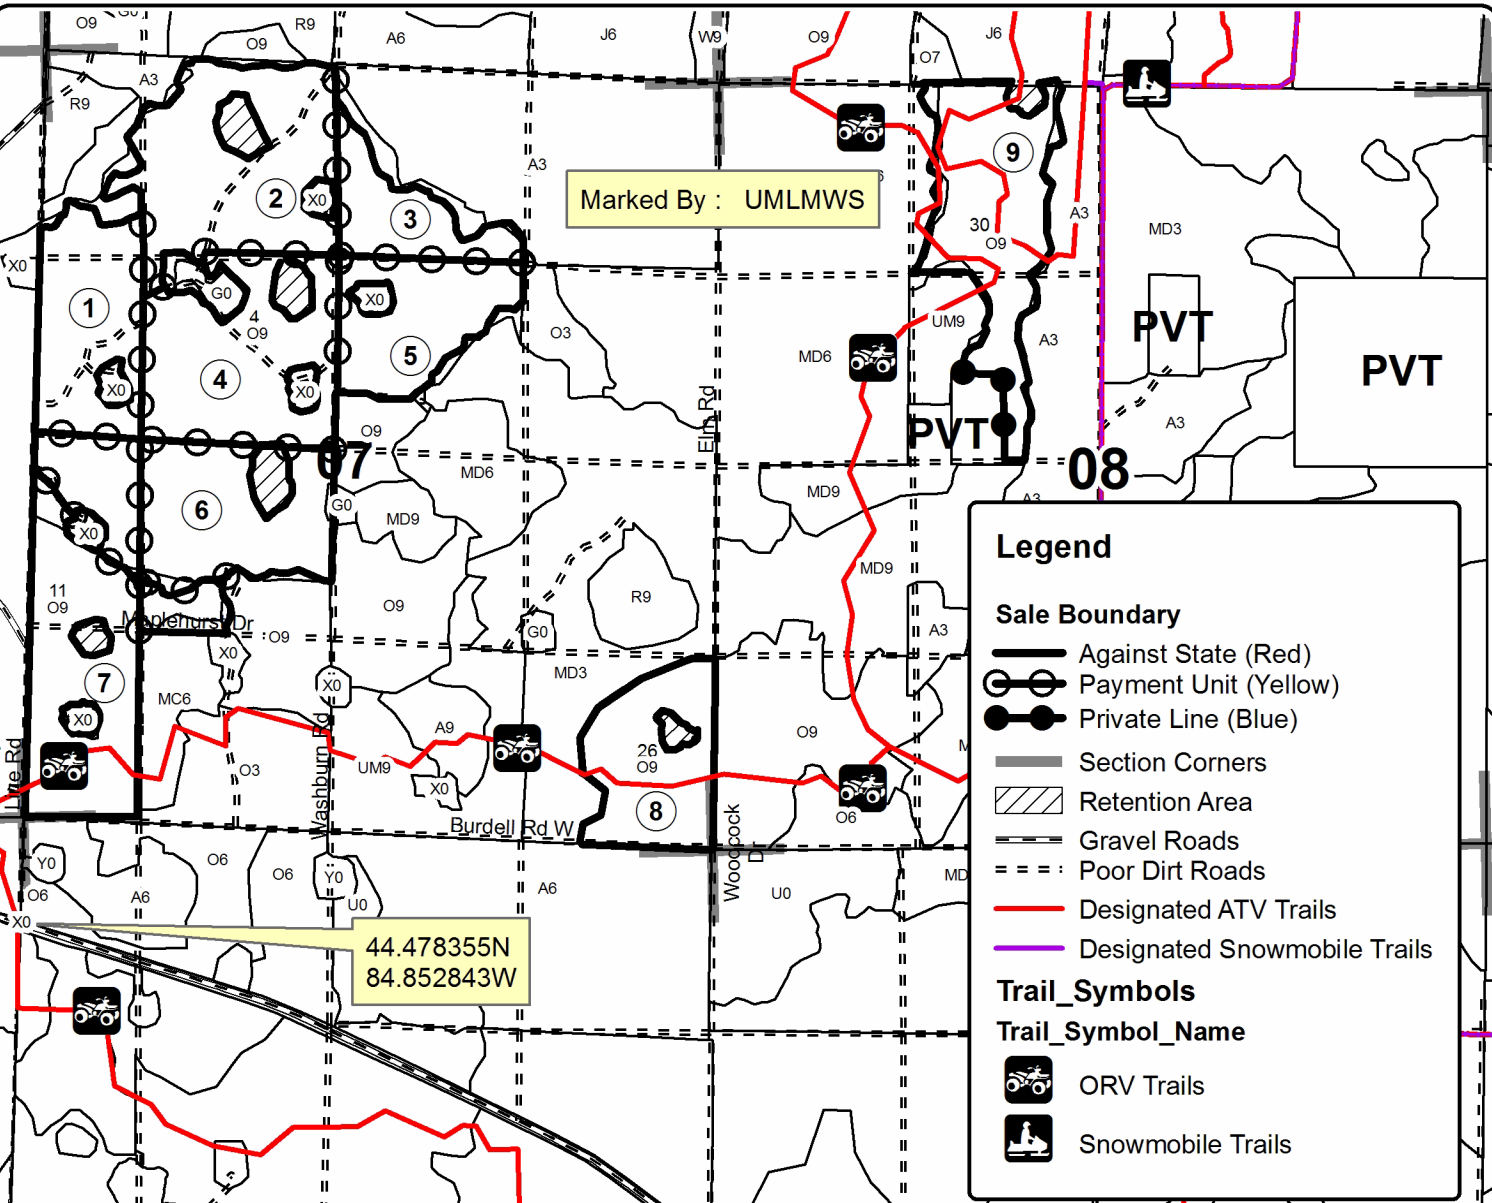 O9
G0
R9
O9
A6
J6
W9
O9
J6
O7
A3
R9
A3
9
2
X0
3
Marked By : UMLMWS
30
O9
A3
MD3
X0
1
G0
X0
4
O9
O3
UM9
PVT
MD6
A3
5
4
X0
X0
PVT
Elm Rd
PVT
A3
O9
07
MD6
08
MD9
A3
6
G0
MD9
X0
MD9
11
O9
O9
R9
Maplehurst Dr
O9
G0
A3
X0
MD3
7
X0
MC6
X0
A9
O9
26
O9
Washburn Rd
O3
UM9
X0
8
O6
Burdell Rd W
Woodcock
Dr
Y0
O6
O6
Y0
O6
A6
U0
A6
U0
MD
X0
44.478355N
84.852843W
Legend
Sale Boundary
Against State (Red)
Payment Unit (Yellow)
Private Line (Blue)
Section Corners
Retention Area
Gravel Roads
Poor Dirt Roads
Designated ATV Trails
Designated Snowmobile Trails
Trail_Symbols
Trail_Symbol_Name
ORV Trails
Snowmobile Trails